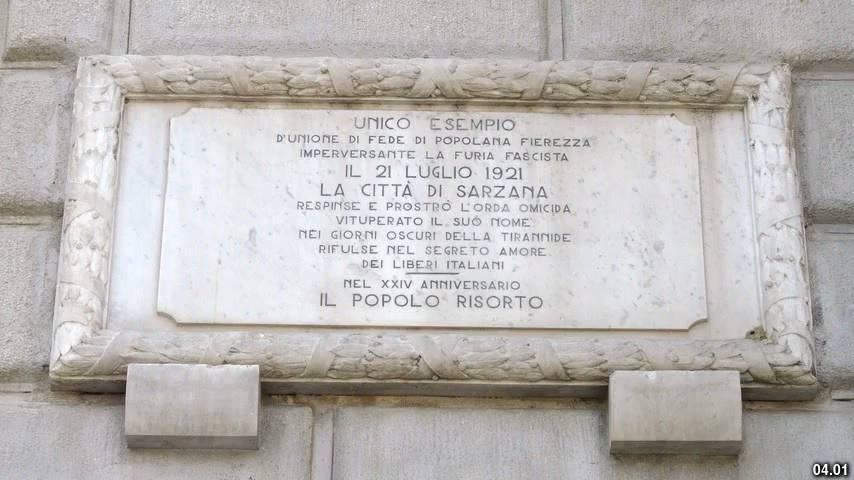 UNICO ESEMPIO
D'UNIONE DI FEDE DI POPOLANA FIEREZZA
IMPERVERSANTE LA FURIA FASCISTA
IL 21 LUGLIO 1921
LA CITTÀ DI SARZANA
RESPINSE E PROSTRÒ L'ORDA OMICIDA
VITUPERATO IL SUO NOME
NEI GIORNI OSCURI DELLA TIRANNIDE
RIFULSE NEL SEGRETO AMORE
DEI LIBERI ITALIANI
NEL XXIV ANNIVERSARIO
IL POPOLO RISORTO
04.01